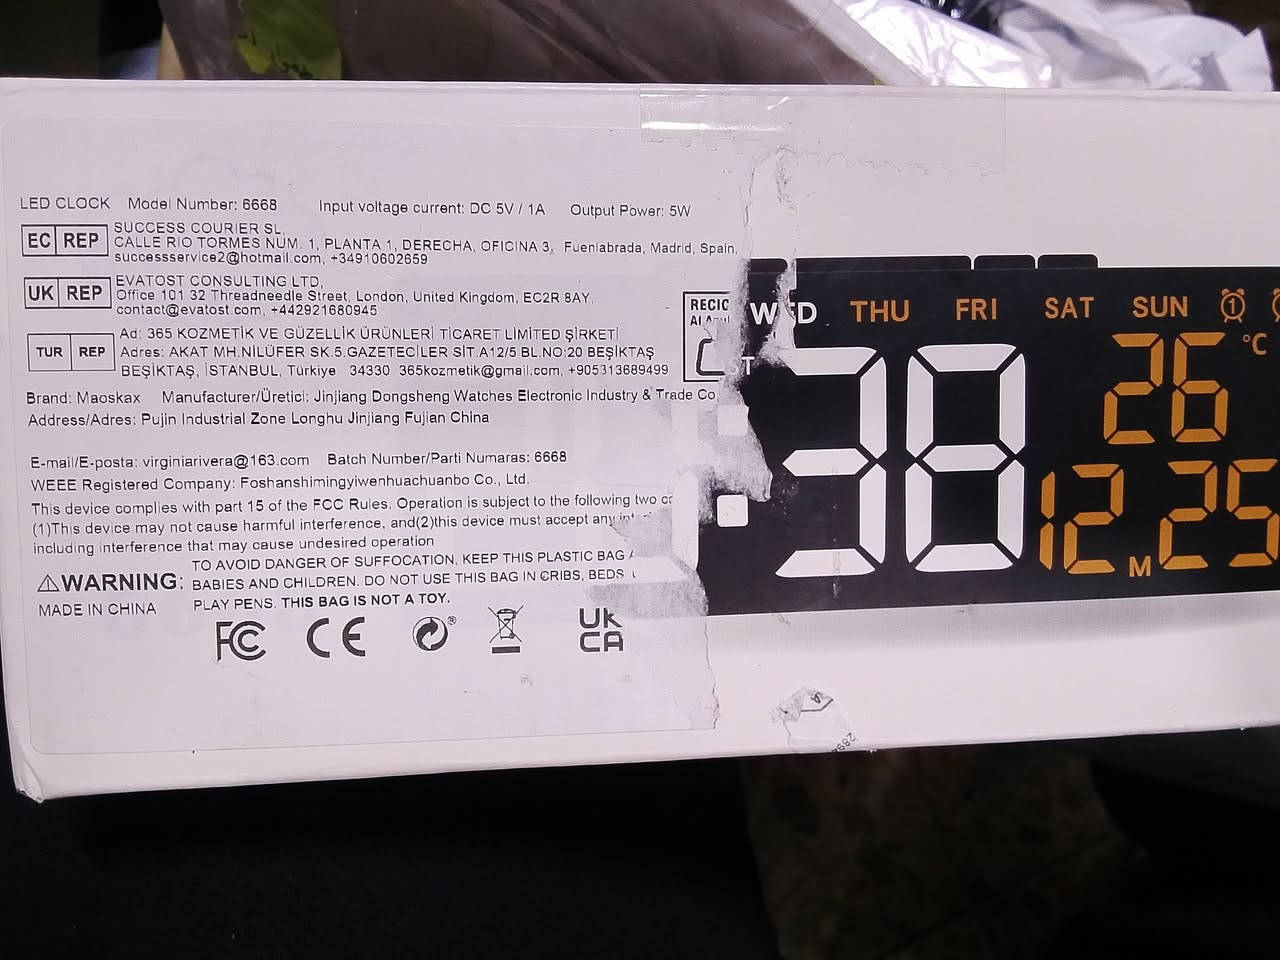 LED CLOCK Model Number: 6668 Input voltage current: DC 5V / 1A Output Power: 5W
EC REP
SUCCESS COURIER SL,
CALLE RIO TORMES NUM. 1, PLANTA 1, DERECHA, OFICINA 3, Fuenlabrada, Madrid, Spain,
successservice2@hotmail.com, +34910602659
UK REP
EVATOST CONSULTING LTD,
Office 101 32 Threadneedle Street, London, United Kingdom, EC2R 8AY,
contact@evatost.com, +442921680945
TUR REP
Ad: 365 KOZMETİK VE GÜZELLİK ÜRÜNLERİ TİCARET LİMİTED ŞİRKETİ
Adres: AKAT MH.NİLÜFER SK.5.GAZETECİLER SİT.A12/5 BL.NO:20 BEŞİKTAŞ
BEŞİKTAŞ, İSTANBUL, Türkiye 34330 365kozmetik@gmail.com, +905313689499
Brand: Maoskax Manufacturer/Üretici: Jinjiang Dongsheng Watches Electronic Industry & Trade Co
Address/Adres: Pujin Industrial Zone Longhu Jinjiang Fujian China
E-mail/E-posta: virginiarivera@163.com Batch Number/Parti Numaras: 6668
WEEE Registered Company: Foshanshimingyiwenhuachuanbo Co., Ltd.
This device complies with part 15 of the FCC Rules. Operation is subject to the following two
(1)This device may not cause harmful interference, and(2)this device must accept any
including interference that may cause undesired operation
⚠WARNING: TO AVOID DANGER OF SUFFOCATION, KEEP THIS PLASTIC BAG
BABIES AND CHILDREN. DO NOT USE THIS BAG IN CRIBS, BEDS
PLAY PENS. THIS BAG IS NOT A TOY.
MADE IN CHINA
FC CE ® UK
CA
WED THU FRI SAT SUN 1
38
26 °C
12 M 25